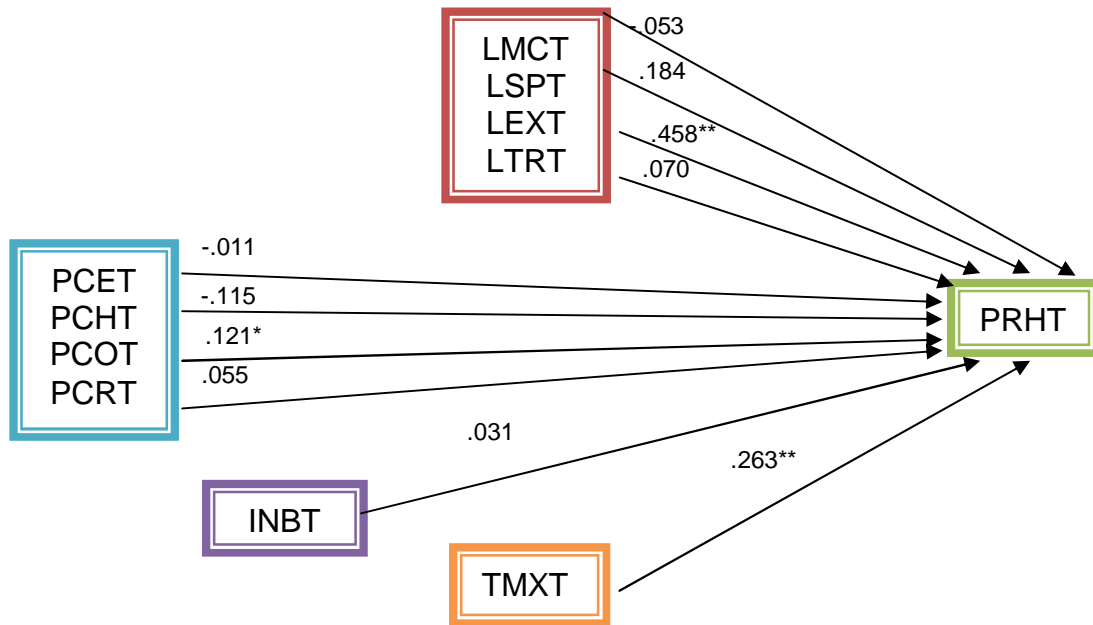 LMCT
LSPT
LEXT
LTRT
-.053
.184
.458**
.070
PCET
PCHT
PCOT
PCRT
-.011
-.115
.121*
.055
PRHT
.031
INBT
.263**
TMXT